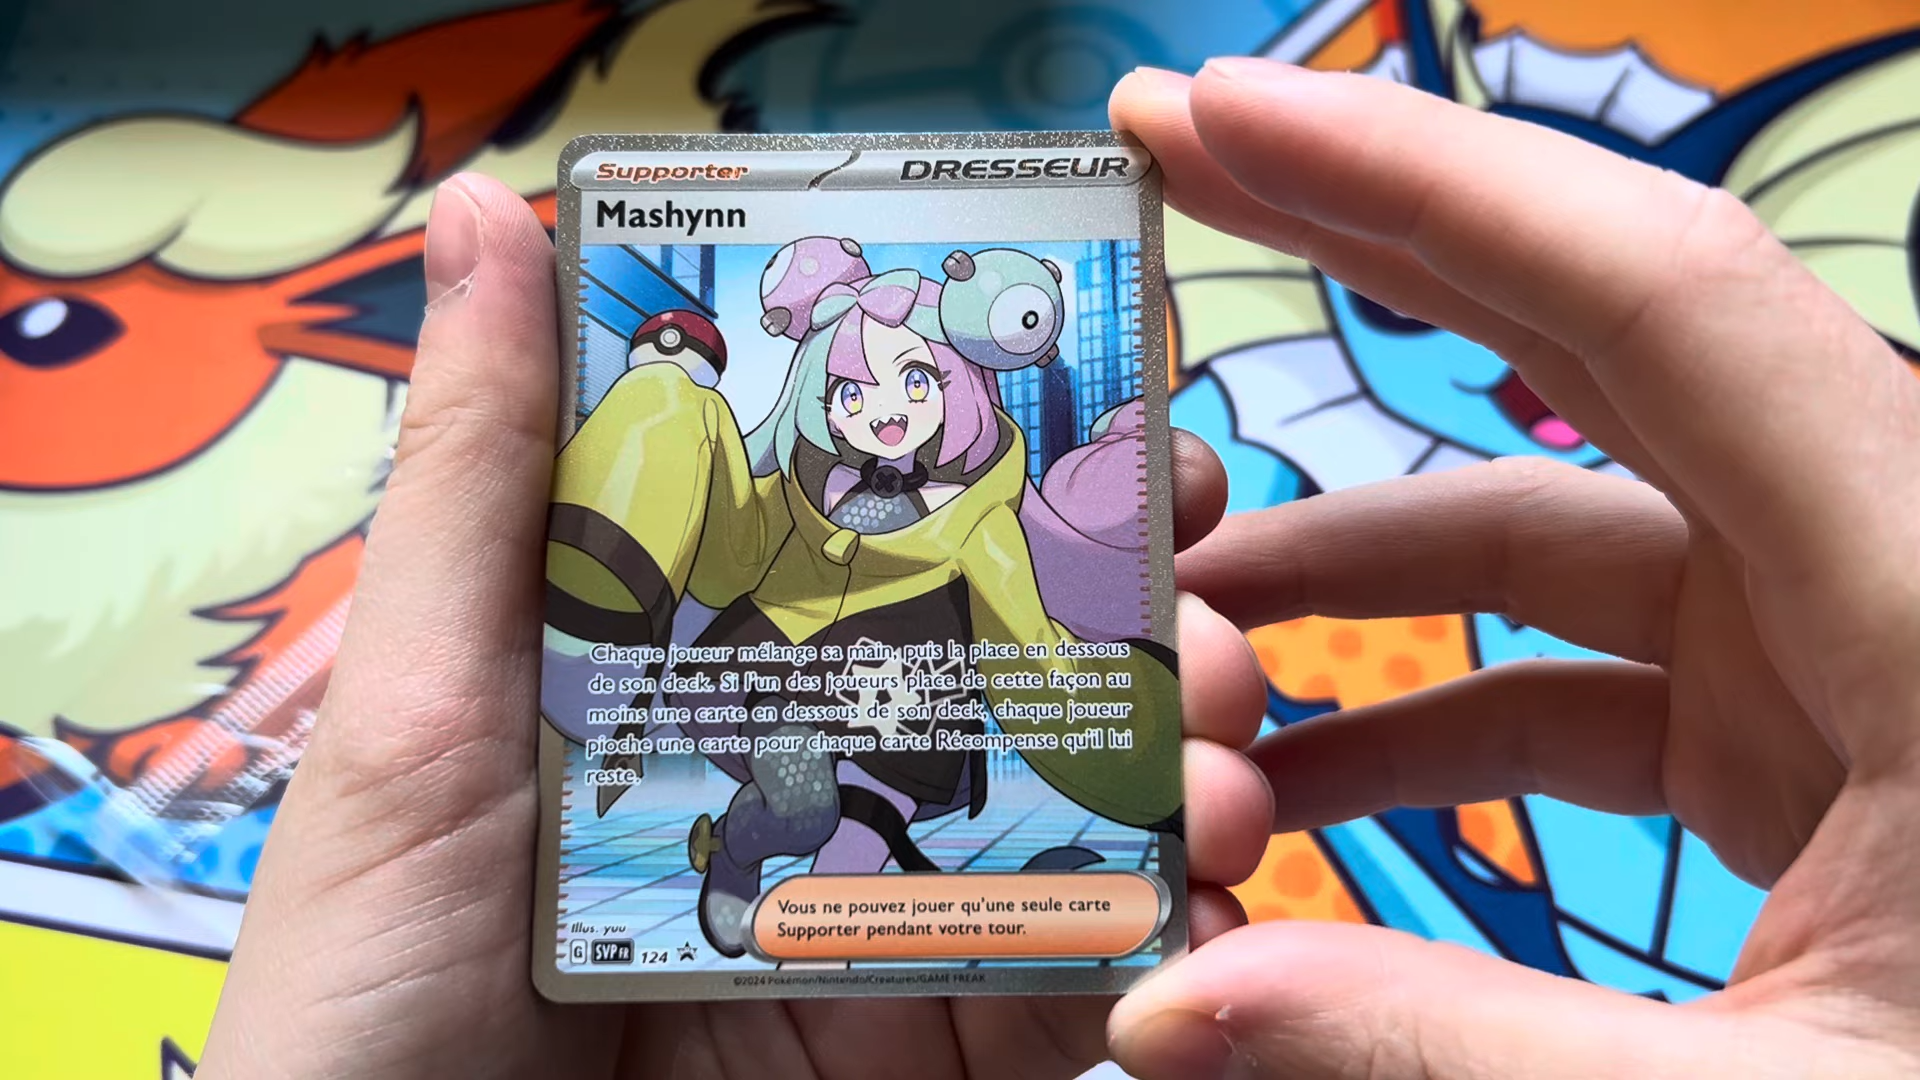 Supporter
DRESSEUR
Mashynn
Chaque joueur mélange sa main, puis la place en dessous
de son deck. Si l'un des joueurs place de cette façon au
moins une carte en dessous de son deck, chaque joueur
pioche une carte pour chaque carte Récompense qu'il lui
reste.
Vous ne pouvez jouer qu'une seule carte
Supporter pendant votre tour.
Illus. yuu
G SVP FR 124
©2024 Pokémon/Nintendo/Creatures/GAME FREAK